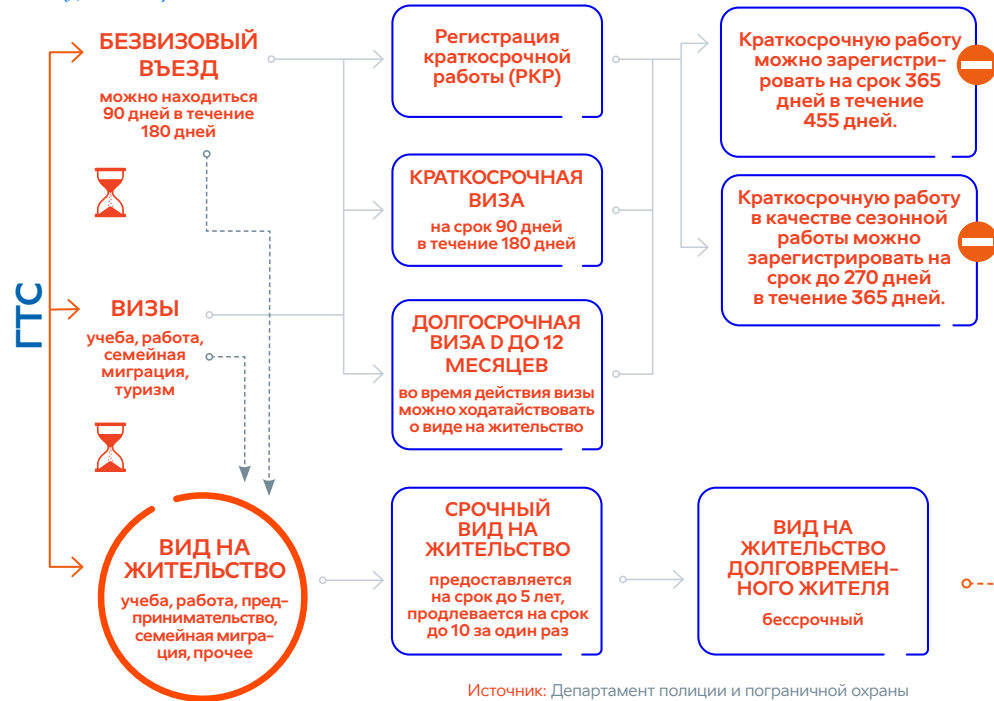 ГТС
БЕЗВИЗОВЫЙ
ВЪЕЗД
можно находиться
90 дней в течение
180 дней
ВИЗЫ
учеба, работа,
семейная
миграция,
туризм
ВИД НА
ЖИТЕЛЬСТВО
учеба, работа, пред-
принимательство,
семейная мигра-
ция, прочее
Регистрация
краткосрочной
работы (РКР)
КРАТКОСРОЧНАЯ
ВИЗА
на срок 90 дней
в течение 180 дней
ДОЛГОСРОЧНАЯ
ВИЗА D ДО 12
МЕСЯЦЕВ
во время действия визы
можно ходатайствовать
о виде на жительство
СРОЧНЫЙ
ВИД НА
ЖИТЕЛЬСТВО
предоставляется
на срок до 5 лет,
продлевается на срок
до 10 за один раз
Краткосрочную работу
можно зарегистри-
ровать на срок 365
дней в течение
455 дней.
Краткосрочную работу
в качестве сезонной
работы можно
зарегистрировать на
срок до 270 дней
в течение 365 дней.
ВИД НА
ЖИТЕЛЬСТВО
ДОЛГОВРЕМЕН-
НОГО ЖИТЕЛЯ
бессрочный
Источник: Департамент полиции и пограничной охраны